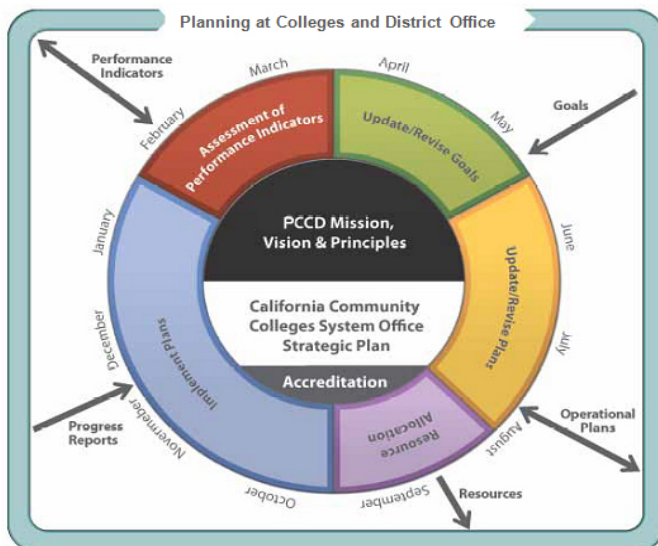 Planning at Colleges and District Office
Performance
Indicators
March
April
February
May
Goals
Assessment of
Performance Indicators
Update/Revise Goals
January
PCCD Mission,
Vision & Principles
June
California Community
Colleges System Office
Strategic Plan
Update/Revise Plans
July
December
Implement Plans
Accreditation
Progress
Reports
Novermeber
Resource
Allocation
August
Operational
Plans
October
September
Resources